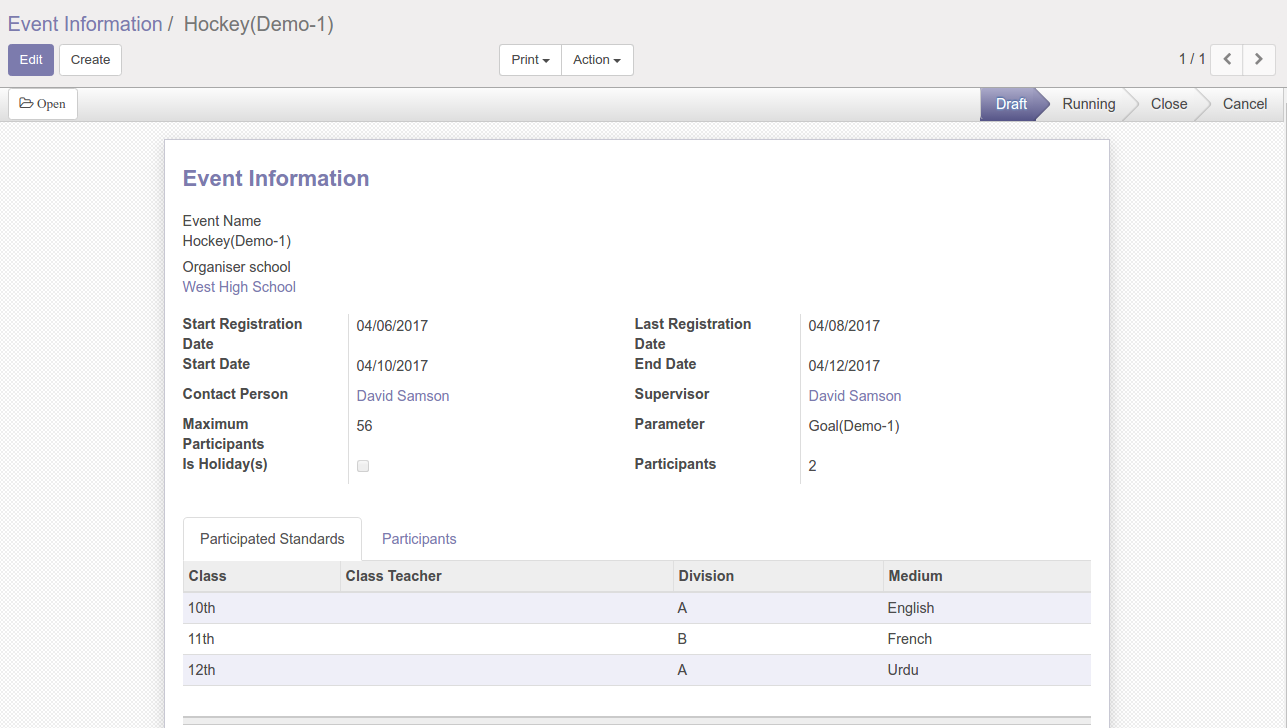 Event Information / Hockey(Demo-1)
Edit Create Print Action 1 / 1
Open Draft Running Close Cancel
Event Information
Event Name
Hockey(Demo-1)
Organiser school
West High School
Start Registration Date 04/06/2017 Last Registration Date 04/08/2017
Start Date 04/10/2017 End Date 04/12/2017
Contact Person David Samson Supervisor David Samson
Maximum Participants 56 Parameter Goal(Demo-1)
Is Holiday(s) Participants 2
Participated Standards Participants
Class Class Teacher Division Medium
10th A English
11th B French
12th A Urdu